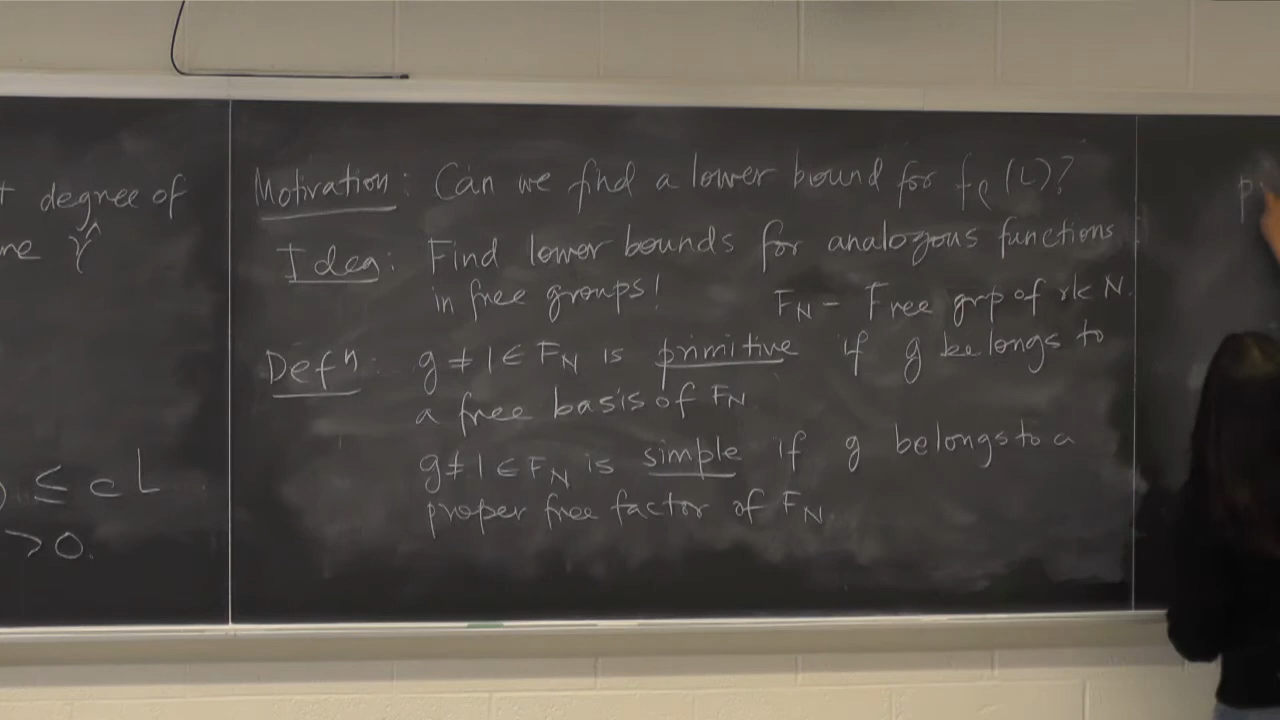 degree of
γ̂
≤ cL
>0.
Motivation: Can we find a lower bound for fρ(L)?
Idea: Find lower bounds for analogous functions
in free groups!
F_N – Free grp of rk N.
Defⁿ: g ≠ 1 ∈ F_N is primitive if g belongs to
a free basis of F_N
g ≠ 1 ∈ F_N is simple if g belongs to a
proper free factor of F_N.
p